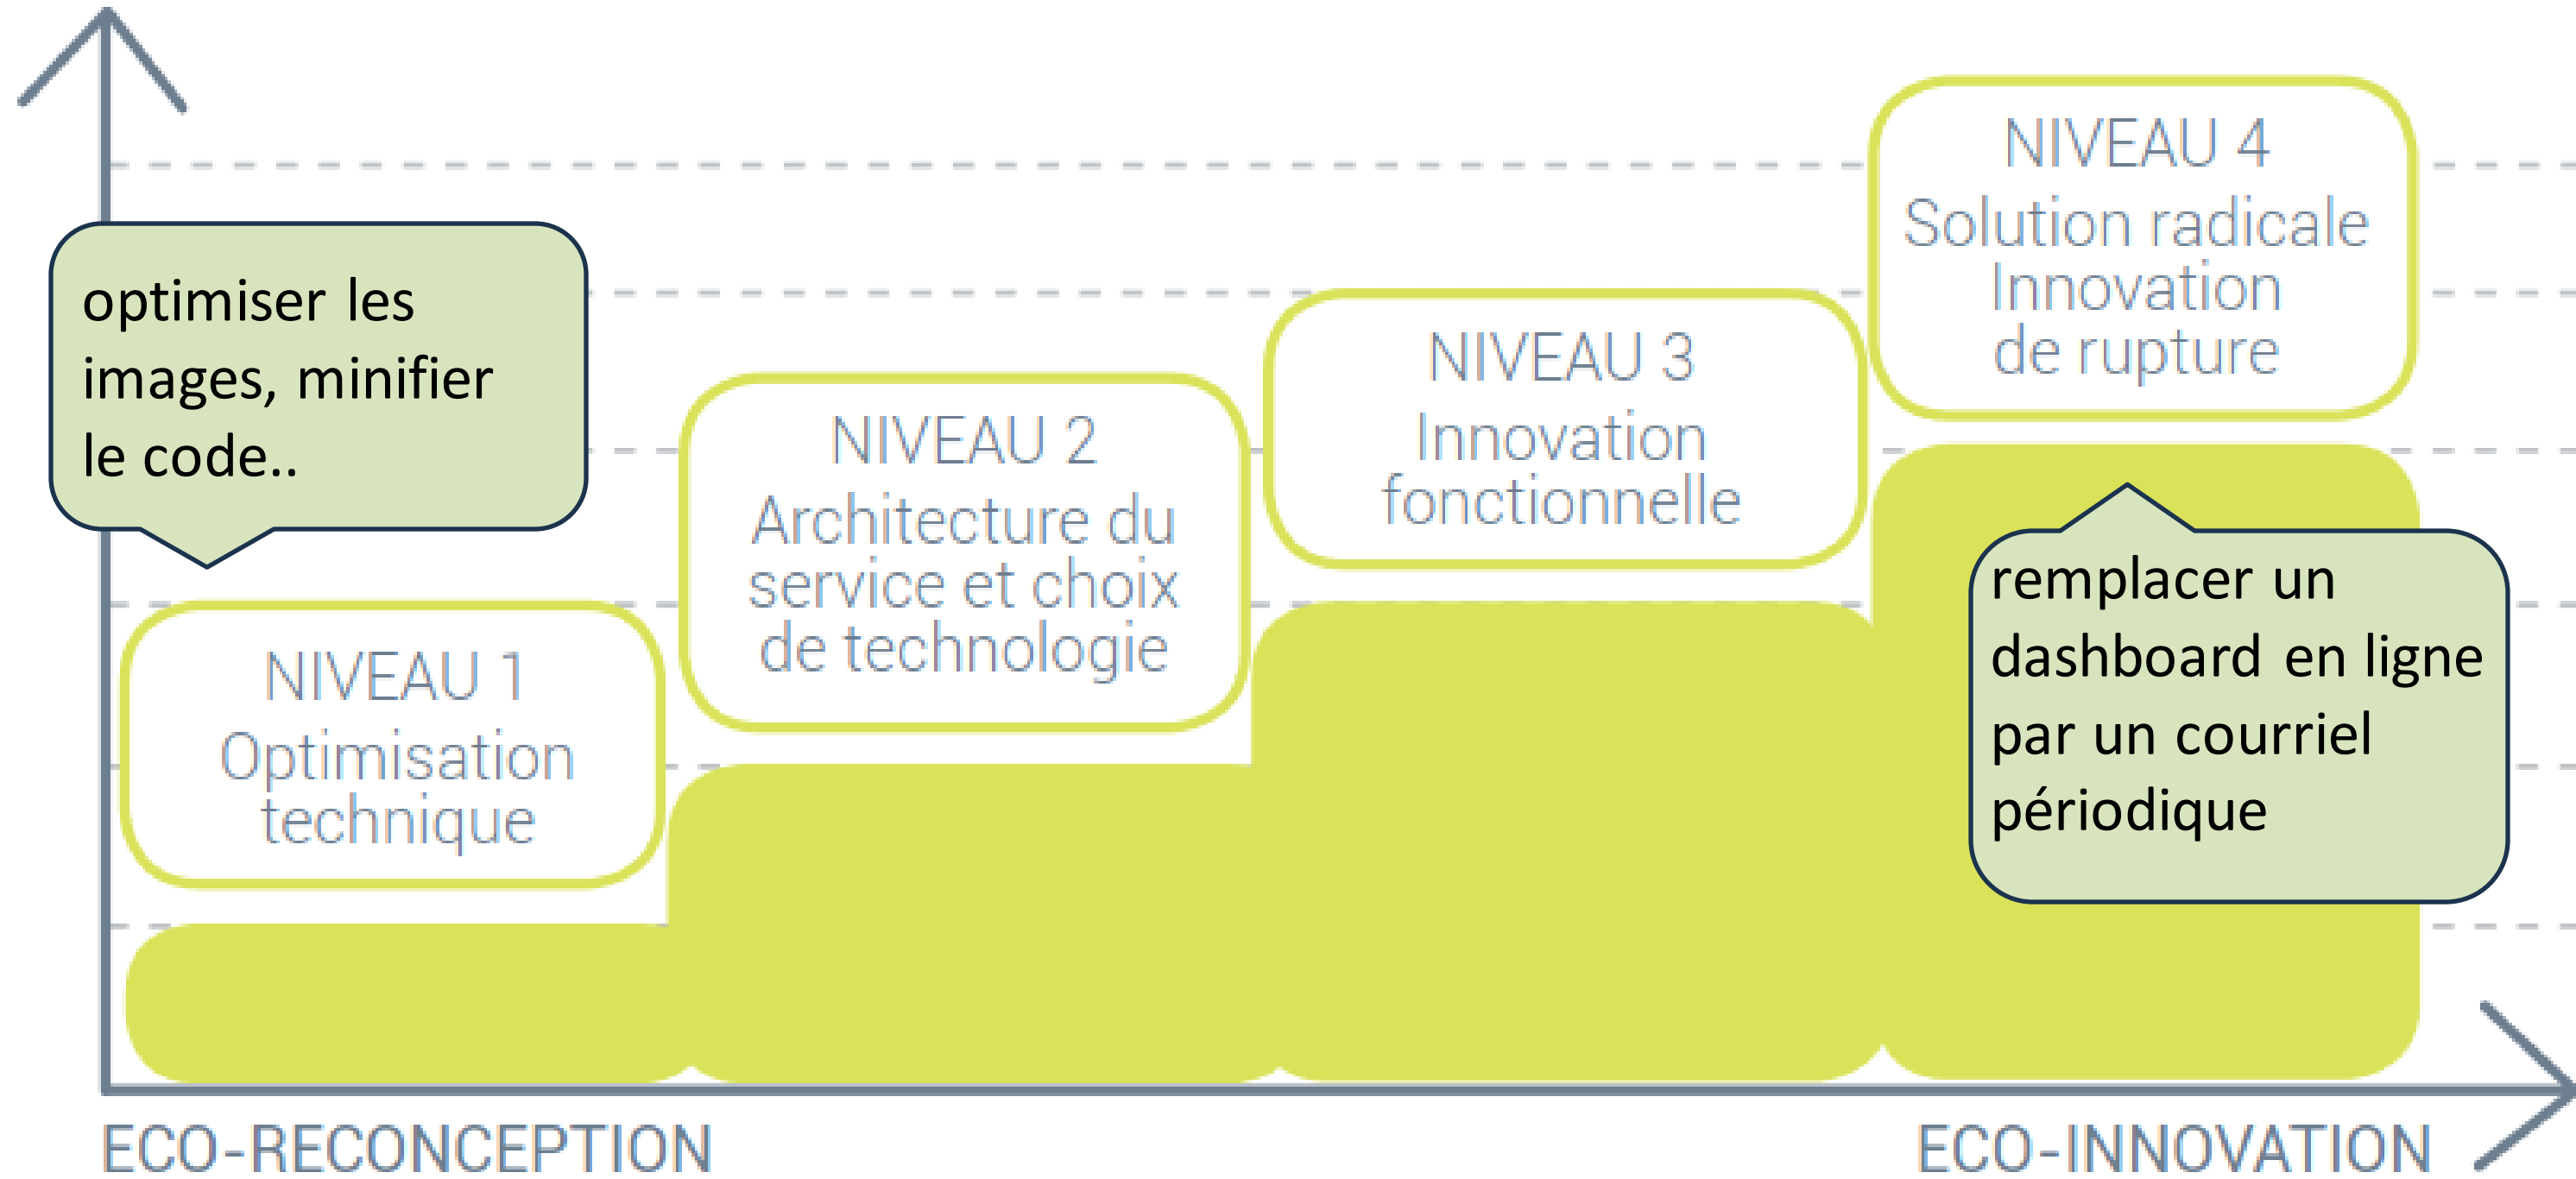 optimiser les
images, minifier
le code..
NIVEAU 1
Optimisation
technique
NIVEAU 2
Architecture du
service et choix
de technologie
NIVEAU 3
Innovation
fonctionnelle
NIVEAU 4
Solution radicale
Innovation
de rupture
remplacer un
dashboard en ligne
par un courriel
périodique
ECO-RECONCEPTION
ECO-INNOVATION